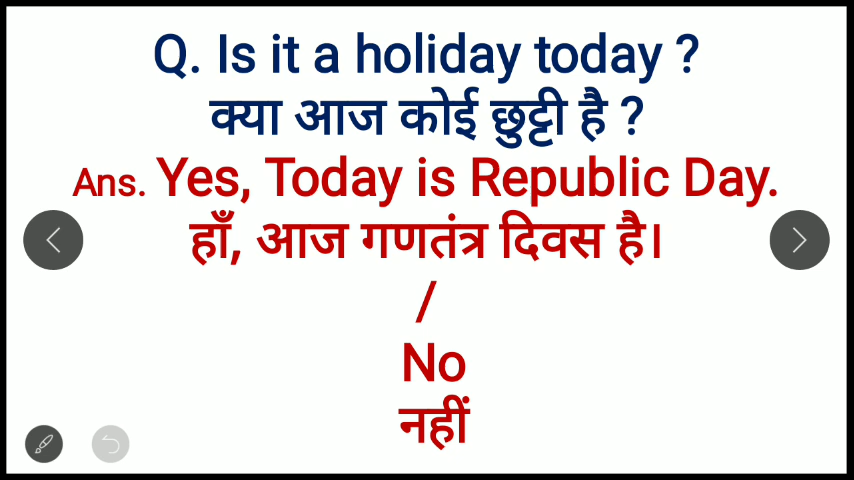 Q. Is it a holiday today ?
क्या आज कोई छुट्टी है ?
Ans. Yes, Today is Republic Day.
हाँ, आज गणतंत्र दिवस है।
/
No
नहीं